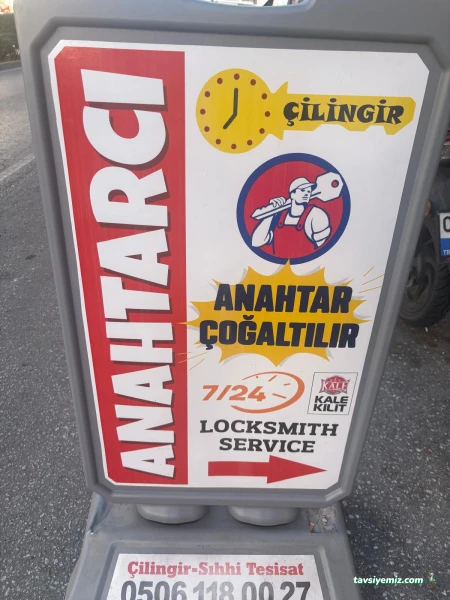 ANAHTARCI
ÇİLİNGİR
ANAHTAR
ÇOĞALTILIR
7/24
KALE
KALE
KİLİT
LOCKSMITH
SERVICE
Çilingir-Sıhhi Tesisat
0506 118 00 27
TR
tavsiyemiz.com